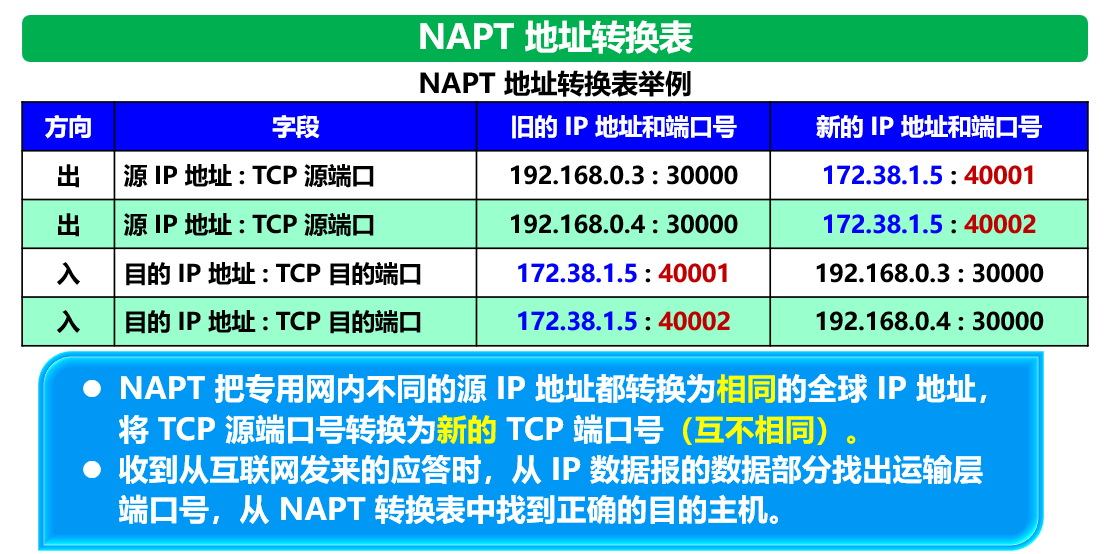 NAPT 地址转换表
NAPT 地址转换表举例
方向 字段 旧的 IP 地址和端口号 新的 IP 地址和端口号
出 源 IP 地址 : TCP 源端口 192.168.0.3 : 30000 172.38.1.5 : 40001
出 源 IP 地址 : TCP 源端口 192.168.0.4 : 30000 172.38.1.5 : 40002
入 目的 IP 地址 : TCP 目的端口 172.38.1.5 : 40001 192.168.0.3 : 30000
入 目的 IP 地址 : TCP 目的端口 172.38.1.5 : 40002 192.168.0.4 : 30000
● NAPT 把专用网内不同的源 IP 地址都转换为相同的全球 IP 地址，
将 TCP 源端口号转换为新的 TCP 端口号（互不相同）。
● 收到从互联网发来的应答时，从 IP 数据报的数据部分找出运输层
端口号，从 NAPT 转换表中找到正确的目的主机。